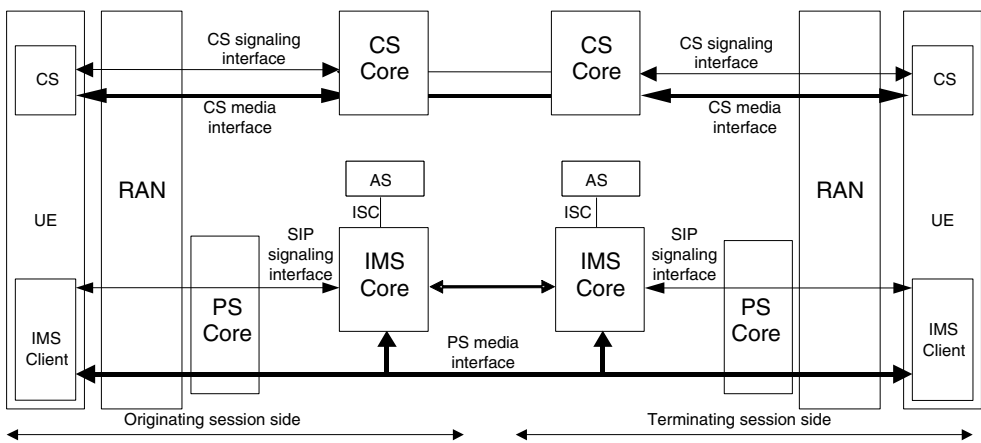 CS signaling
interface
CS
Core
CS
Core
CS signaling
interface
CS
CS
CS media
interface
CS media
interface
RAN
AS
AS
RAN
UE
ISC
ISC
UE
SIP
signaling
interface
IMS
Core
IMS
Core
SIP
signaling
interface
PS
Core
PS
Core
IMS
Client
PS media
interface
IMS
Client
Originating session side
Terminating session side